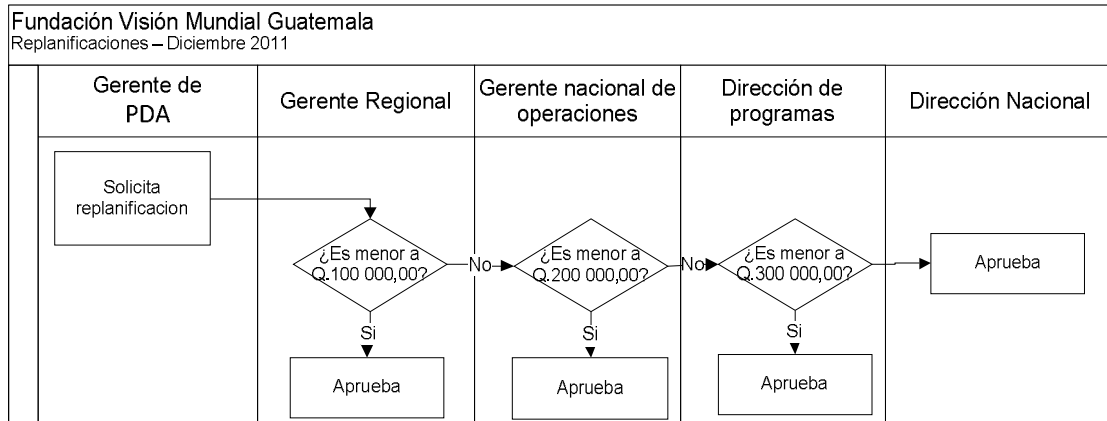 Fundación Visión Mundial Guatemala
Replanificaciones – Diciembre 2011
Gerente de
PDA
Gerente Regional
Gerente nacional de
operaciones
Dirección de
programas
Dirección Nacional
Solicita
replanificacion
¿Es menor a
Q.100 000,00?
No
¿Es menor a
Q.200 000,00?
No
¿Es menor a
Q.300 000,00?
Aprueba
Si
Si
Si
Aprueba
Aprueba
Aprueba